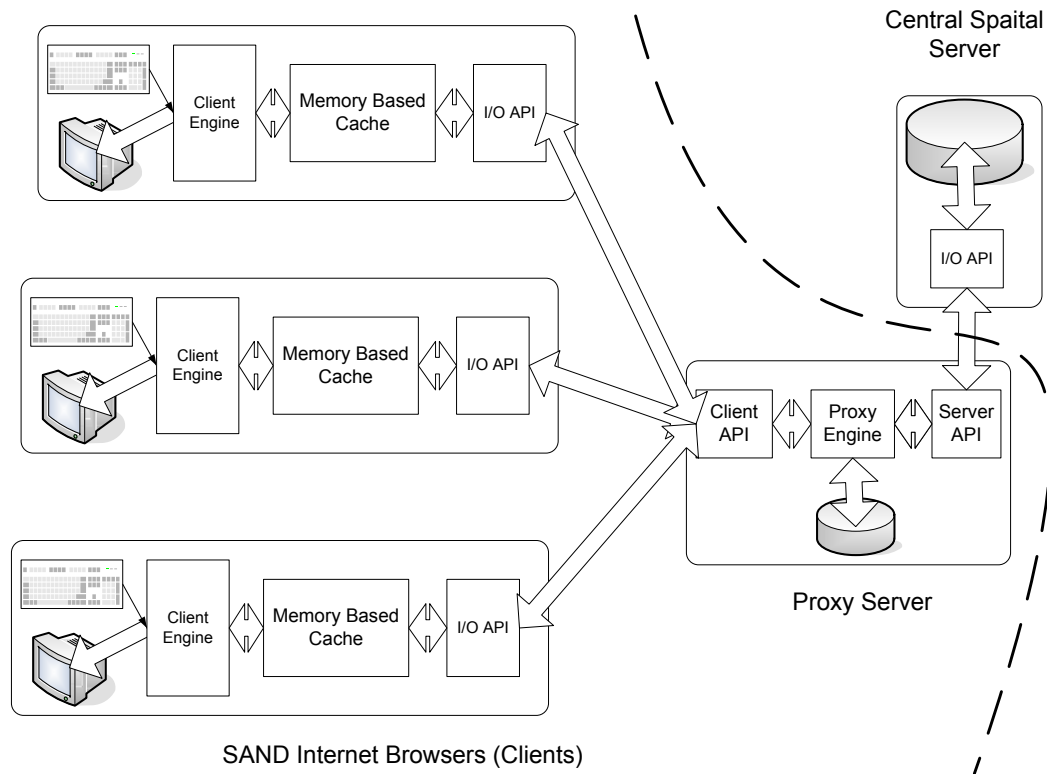 Central Spaital
Server
Client
Engine
Memory Based
Cache
I/O API
I/O API
Client
Engine
Memory Based
Cache
I/O API
Client
API
Proxy
Engine
Server
API
Proxy Server
Client
Engine
Memory Based
Cache
I/O API
SAND Internet Browsers (Clients)